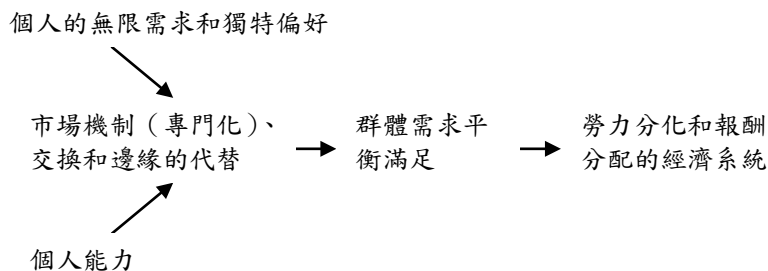 個人的無限需求和獨特偏好
市場機制（專門化）、
交換和邊緣的代替
群體需求平
衡滿足
勞力分化和報酬
分配的經濟系統
個人能力